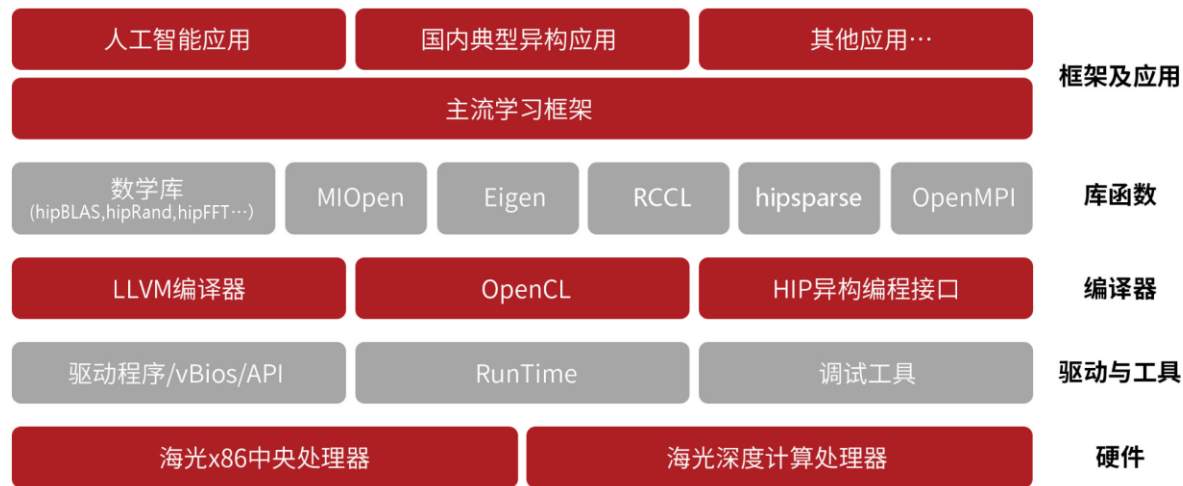 人工智能应用
国内典型异构应用
其他应用…
框架及应用
主流学习框架
数学库
(hipBLAS,hipRand,hipFFT…)
MIOpen
Eigen
RCCL
hipsparse
OpenMPI
库函数
LLVM编译器
OpenCL
HIP异构编程接口
编译器
驱动程序/vBios/API
RunTime
调试工具
驱动与工具
海光x86中央处理器
海光深度计算处理器
硬件